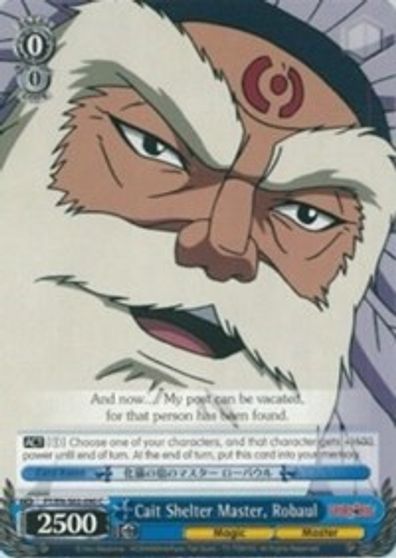 0
0
And now... My post can be vacated,
for that person has been found.
ACT [①] Choose one of your characters, and that character gets +1500
power until end of turn. At the end of turn, put this card into your memory.
化猫の宿のマスター ローバウル
2500
Cait Shelter Master, Robaul
Magic Master